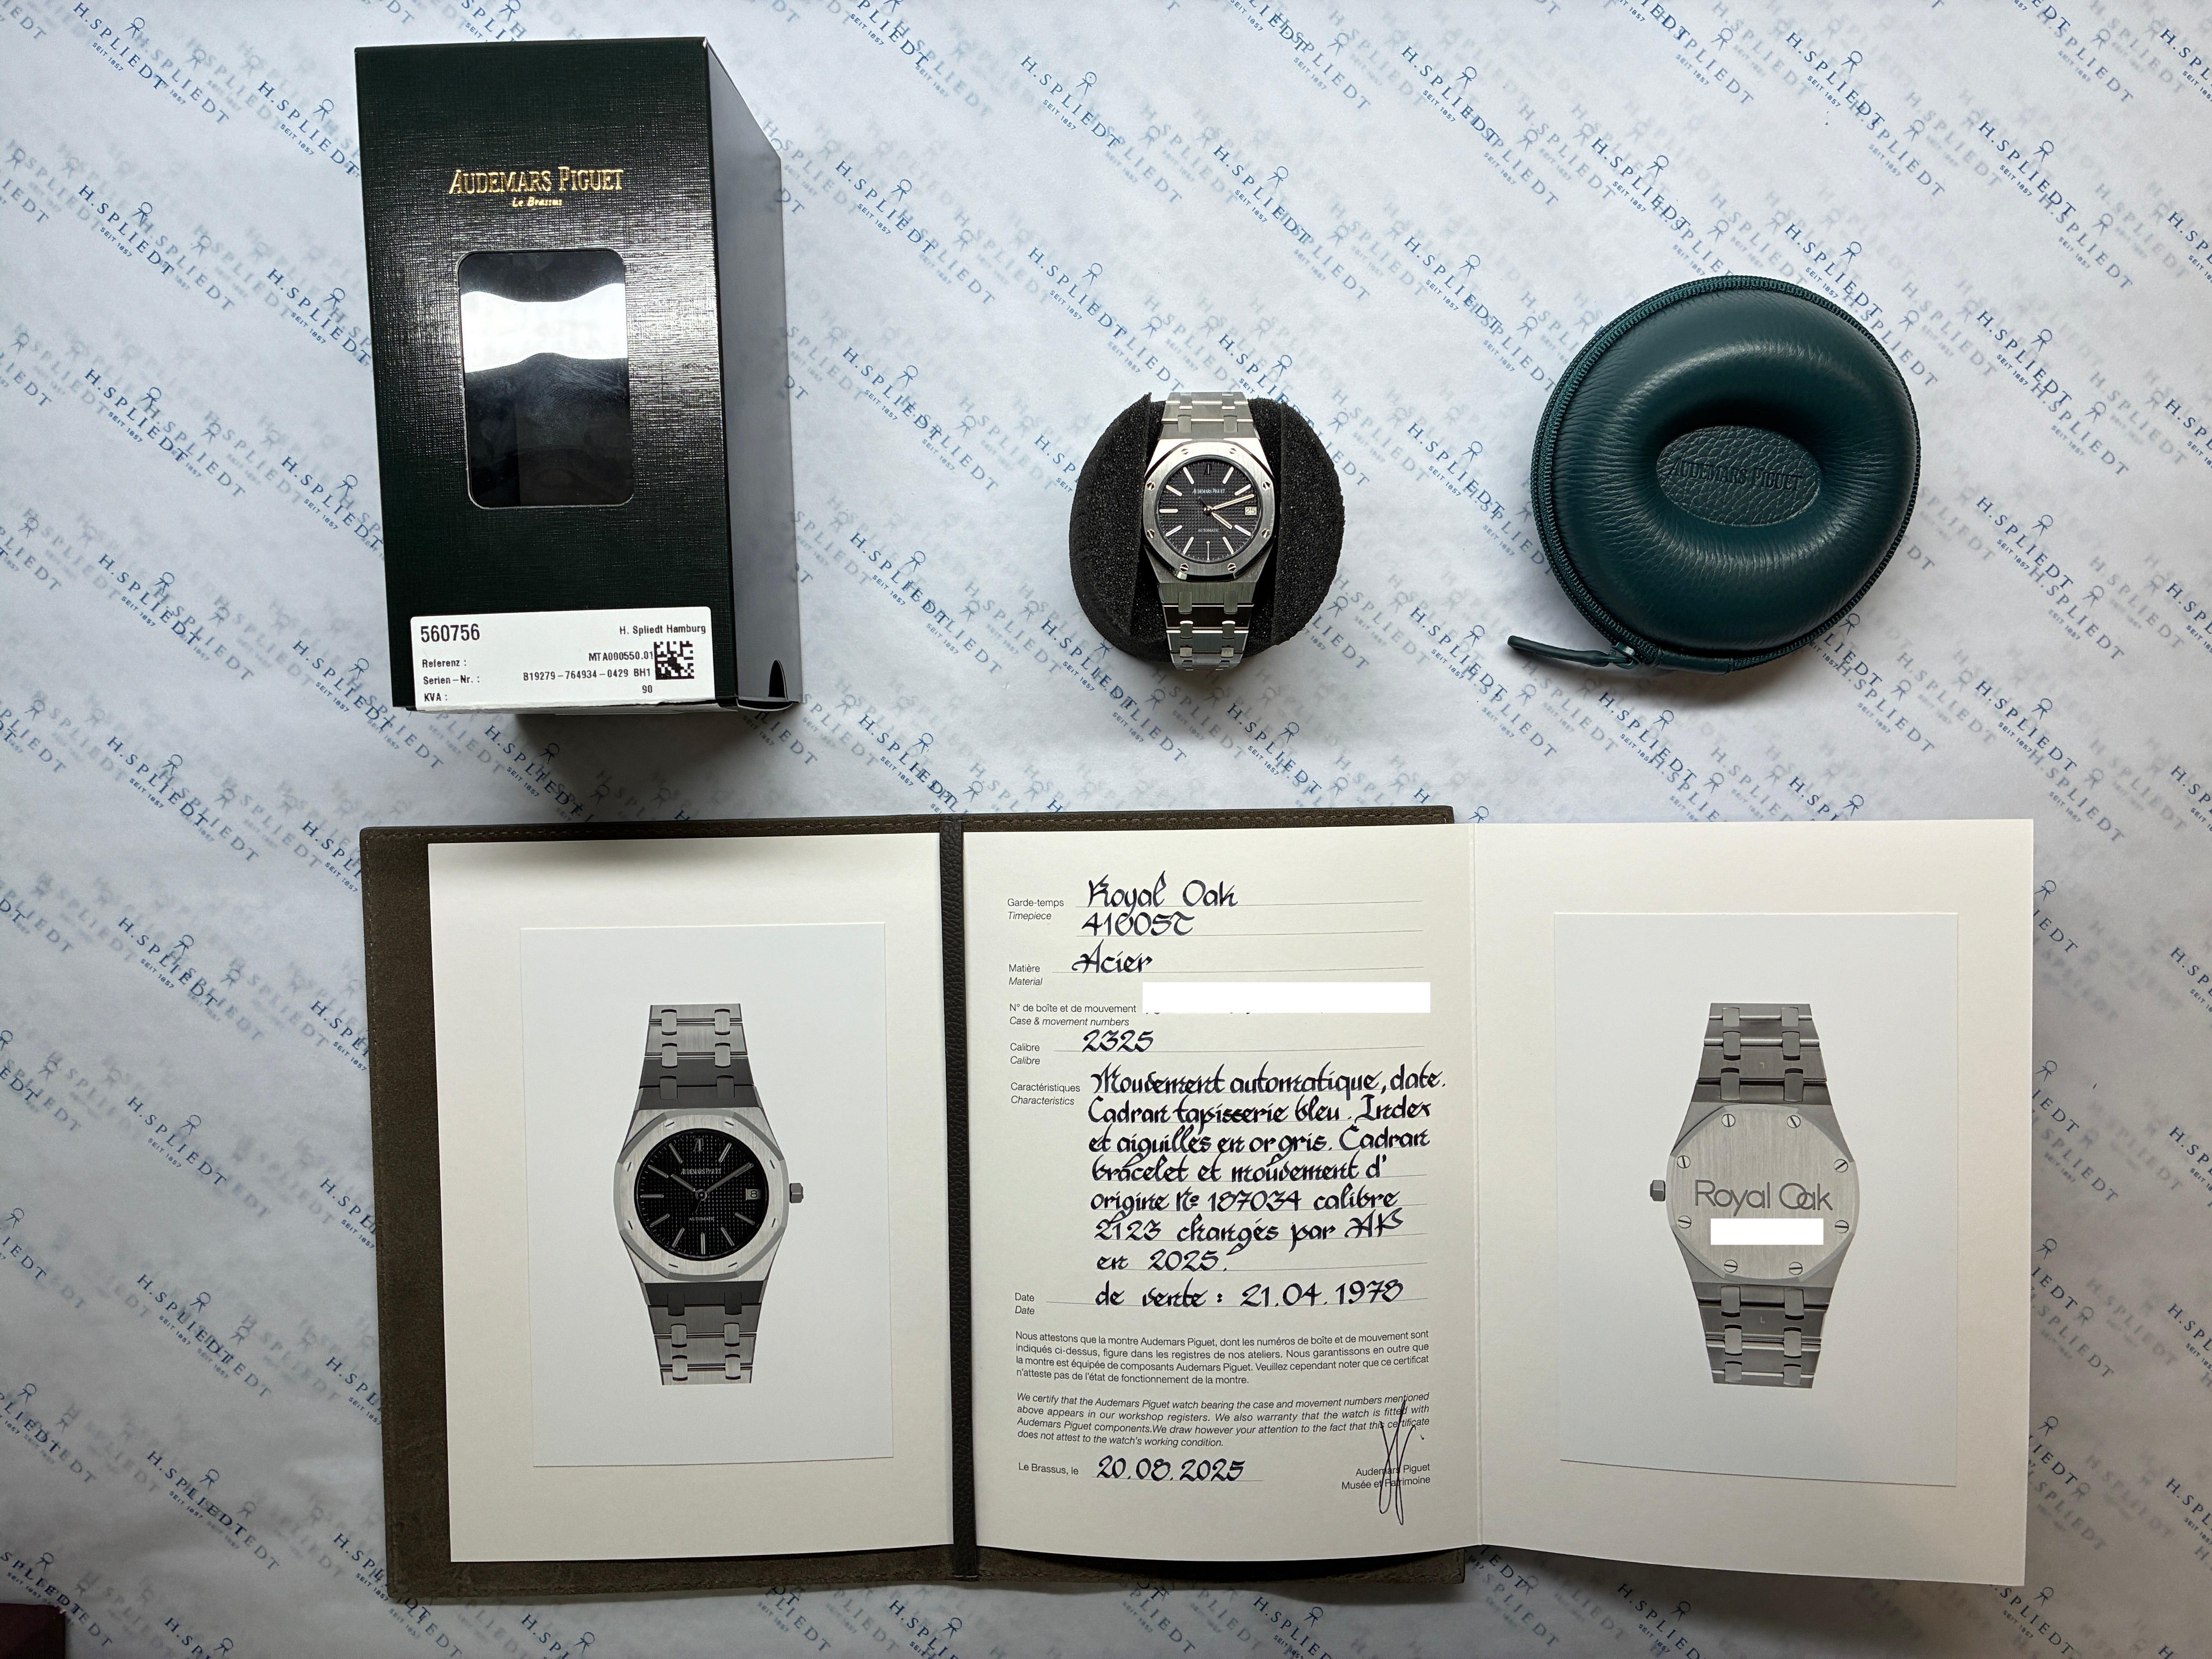 AUDEMARS PIGUET
Le Brassus
560756
H. Spliedt Hamburg
Referenz :
MTA000550.01
Serien-Nr. :
B19279-764934-0429 BH1
KVA :
90
AUDEMARS PIGUET
AUTOMATIC
25
AUDEMARS PIGUET
H.SPLIEDT
SEIT 1857
AUDEMARS PIGUET
8
AUTOMATIC
Garde-temps
Timepiece
Royal Oak
4100ST
Matière
Material
Acier
N° de boîte et de mouvement
Case & movement numbers
Calibre
Calibre
2325
Caractéristiques
Characteristics
Mouvement automatique, date.
Cadran tapisserie bleu. Index
et aiguilles en or gris. Cadran
bracelet et mouvement d'
origine No 187034 calibre
2123 changés par AP
en 2025.
Date
Date
de vente : 21.04.1978
Nous attestons que la montre Audemars Piguet, dont les numéros de boîte et de mouvement sont
indiqués ci-dessus, figure dans les registres de nos ateliers. Nous garantissons en outre que
la montre est équipée de composants Audemars Piguet. Veuillez cependant noter que ce certificat
n'atteste pas de l'état de fonctionnement de la montre.
We certify that the Audemars Piguet watch bearing the case and movement numbers mentioned
above appears in our workshop registers. We also warranty that the watch is fitted with
Audemars Piguet components.We draw however your attention to the fact that this certificate
does not attest to the watch's working condition.
Le Brassus, le
20.08.2025
Audemars Piguet
Musée et Patrimoine
Royal Oak